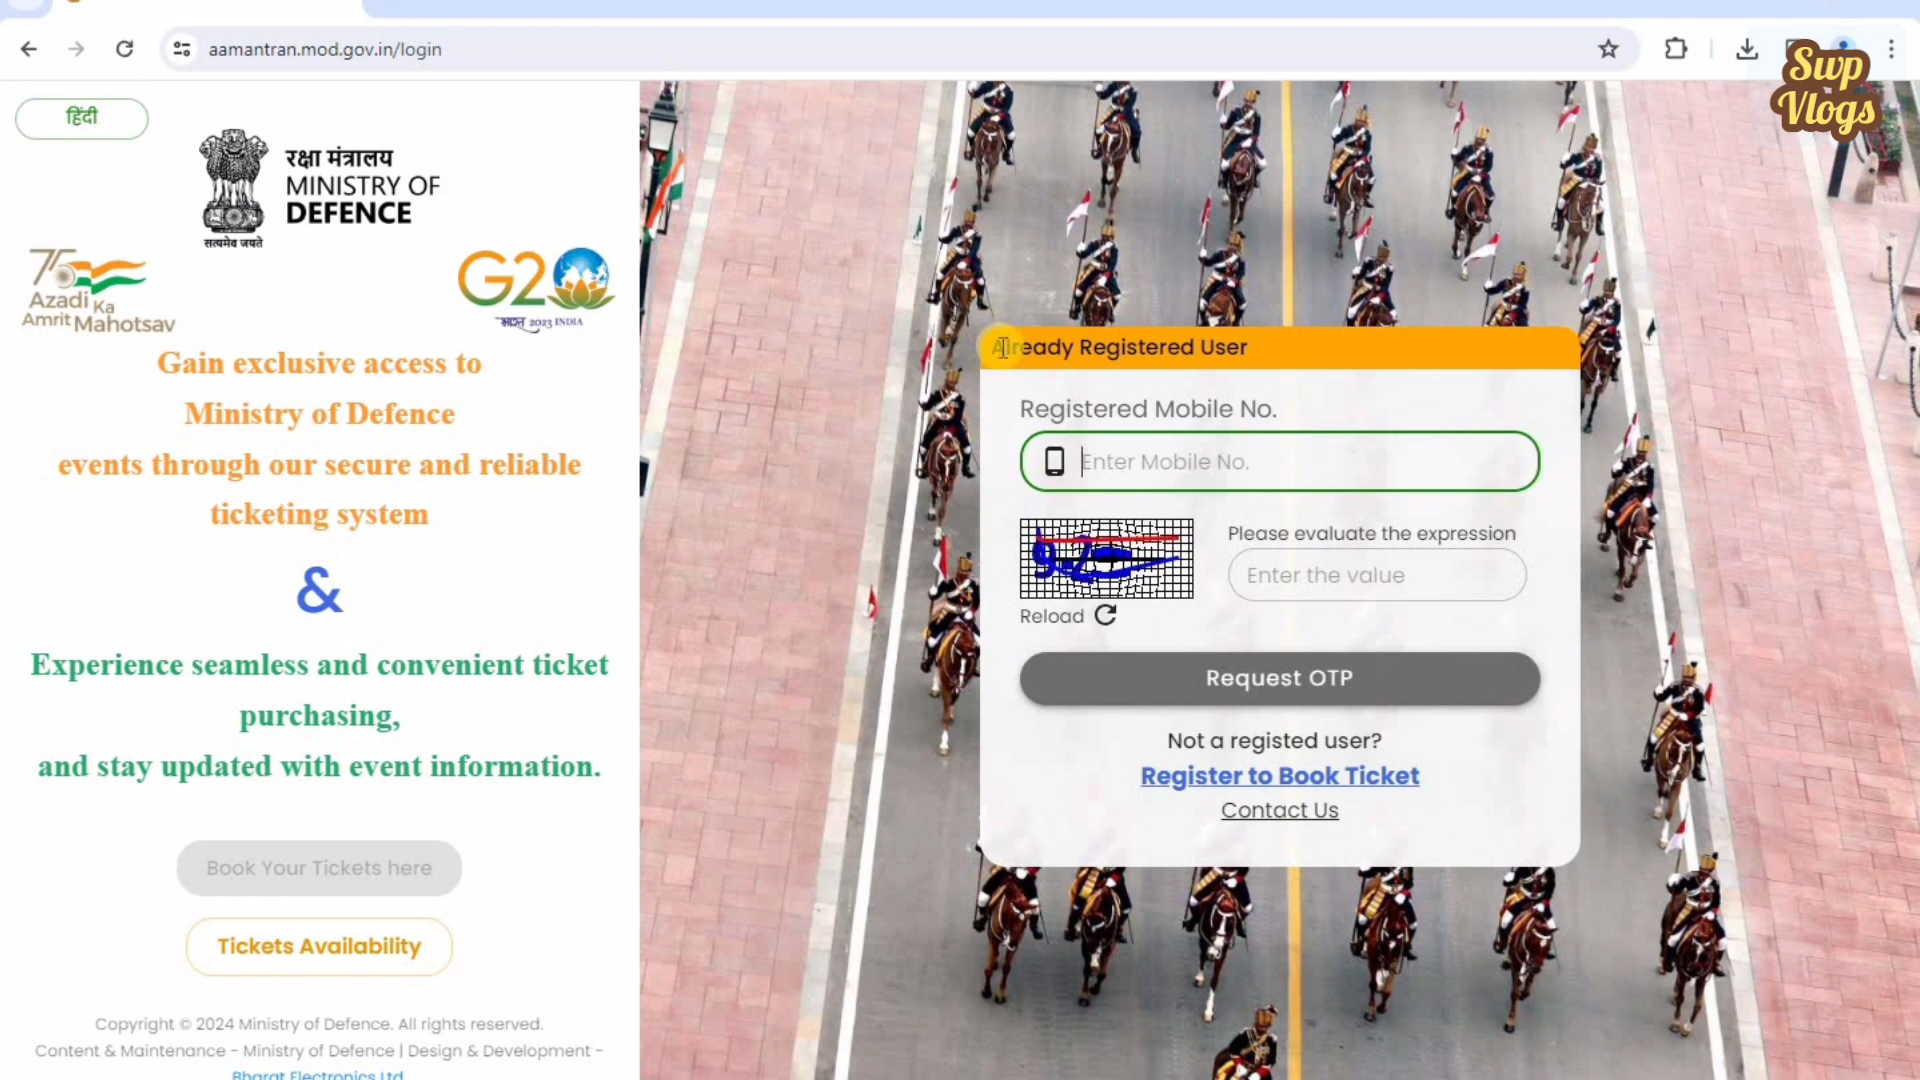 aamantran.mod.gov.in/login
Swp
Vlogs
हिंदी
रक्षा मंत्रालय
MINISTRY OF
DEFENCE
सत्यमेव जयते
75
Azadi Ka
Amrit Mahotsav
G20
भारत 2023 INDIA
Gain exclusive access to
Ministry of Defence
events through our secure and reliable
ticketing system
&
Experience seamless and convenient ticket
purchasing,
and stay updated with event information.
Book Your Tickets here
Tickets Availability
Copyright © 2024 Ministry of Defence. All rights reserved.
Content & Maintenance - Ministry of Defence | Design & Development -
Bharat Electronics Ltd
Already Registered User
Registered Mobile No.
Enter Mobile No.
Please evaluate the expression
Enter the value
Reload
Request OTP
Not a registed user?
Register to Book Ticket
Contact Us